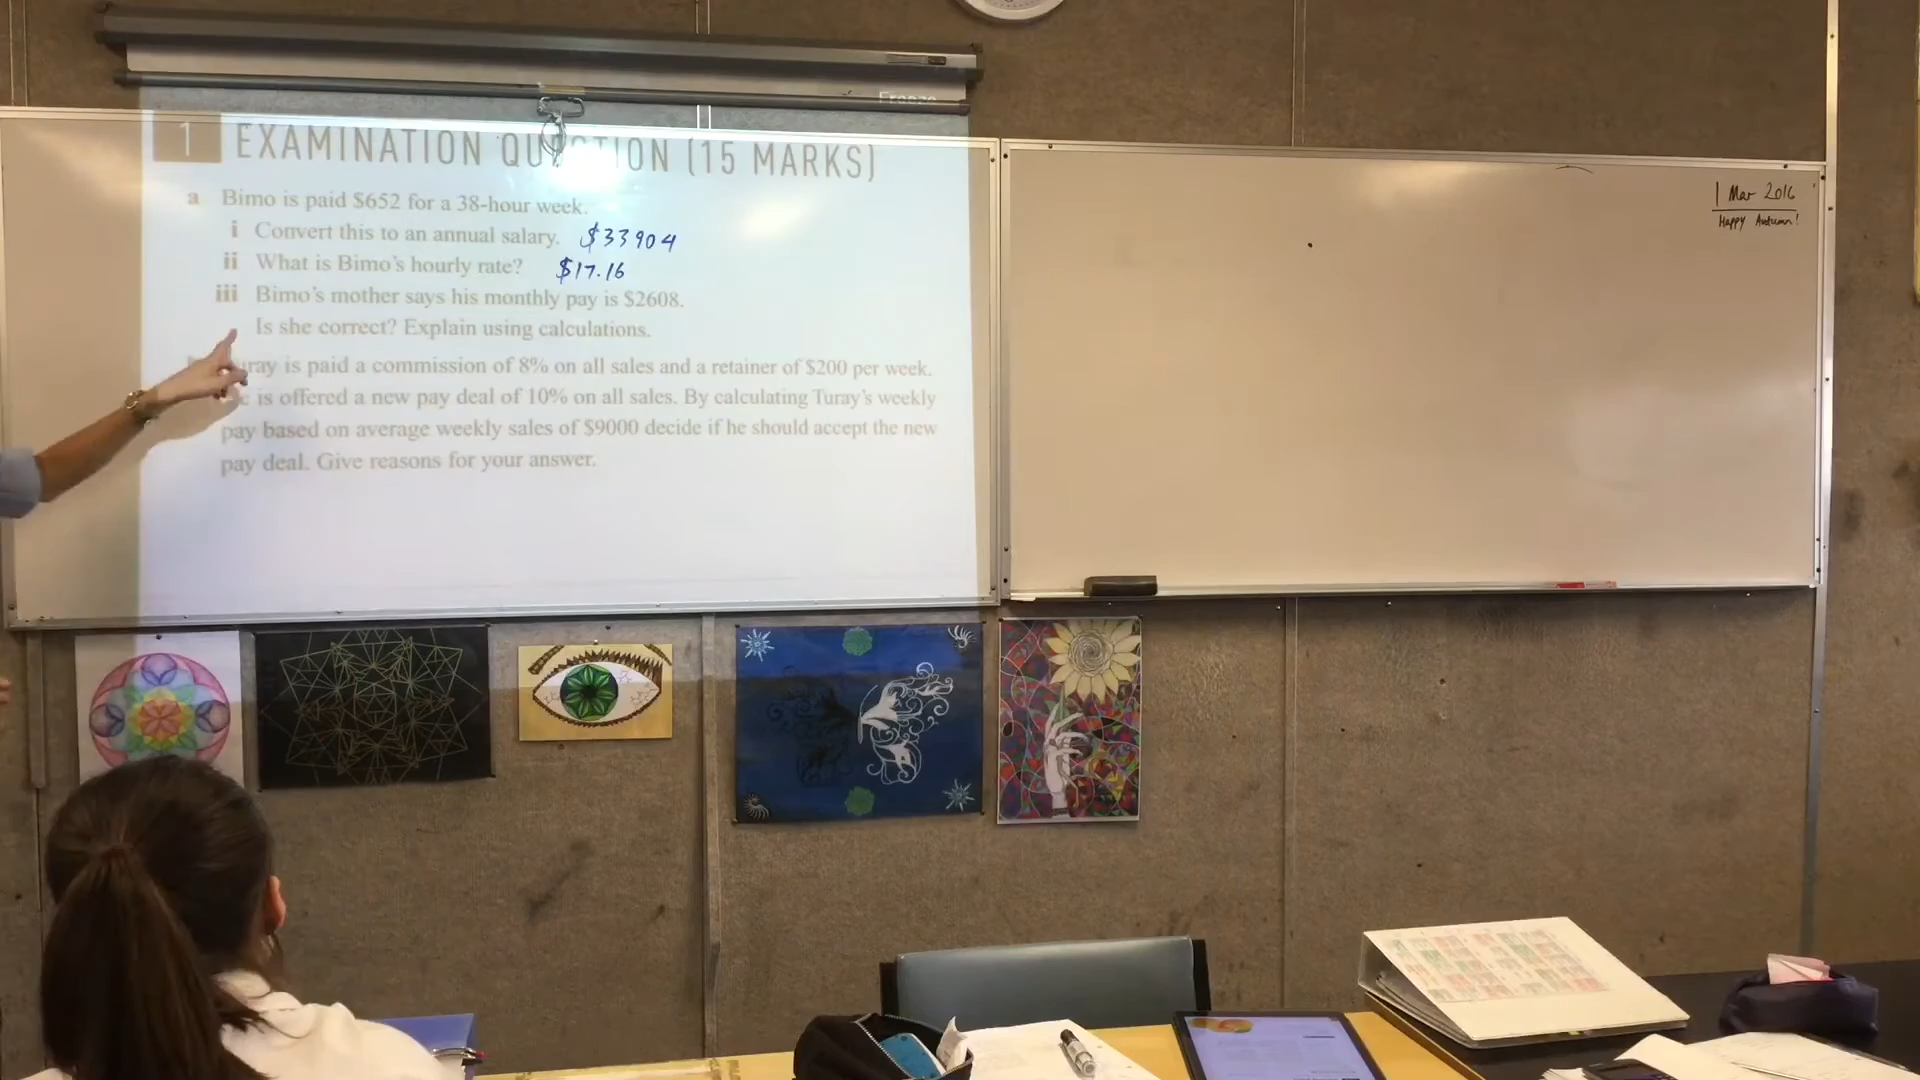 Freeze
1 EXAMINATION QUESTION (15 MARKS)
a Bimo is paid $652 for a 38-hour week.
i Convert this to an annual salary. $33904
ii What is Bimo's hourly rate? $17.16
iii Bimo's mother says his monthly pay is $2608.
Is she correct? Explain using calculations.
is paid a commission of 8% on all sales and a retainer of $200 per week.
is offered a new pay deal of 10% on all sales. By calculating Turay's weekly
pay based on average weekly sales of $9000 decide if he should accept the new
pay deal. Give reasons for your answer.
1 Mar 2016
Happy Autumn!